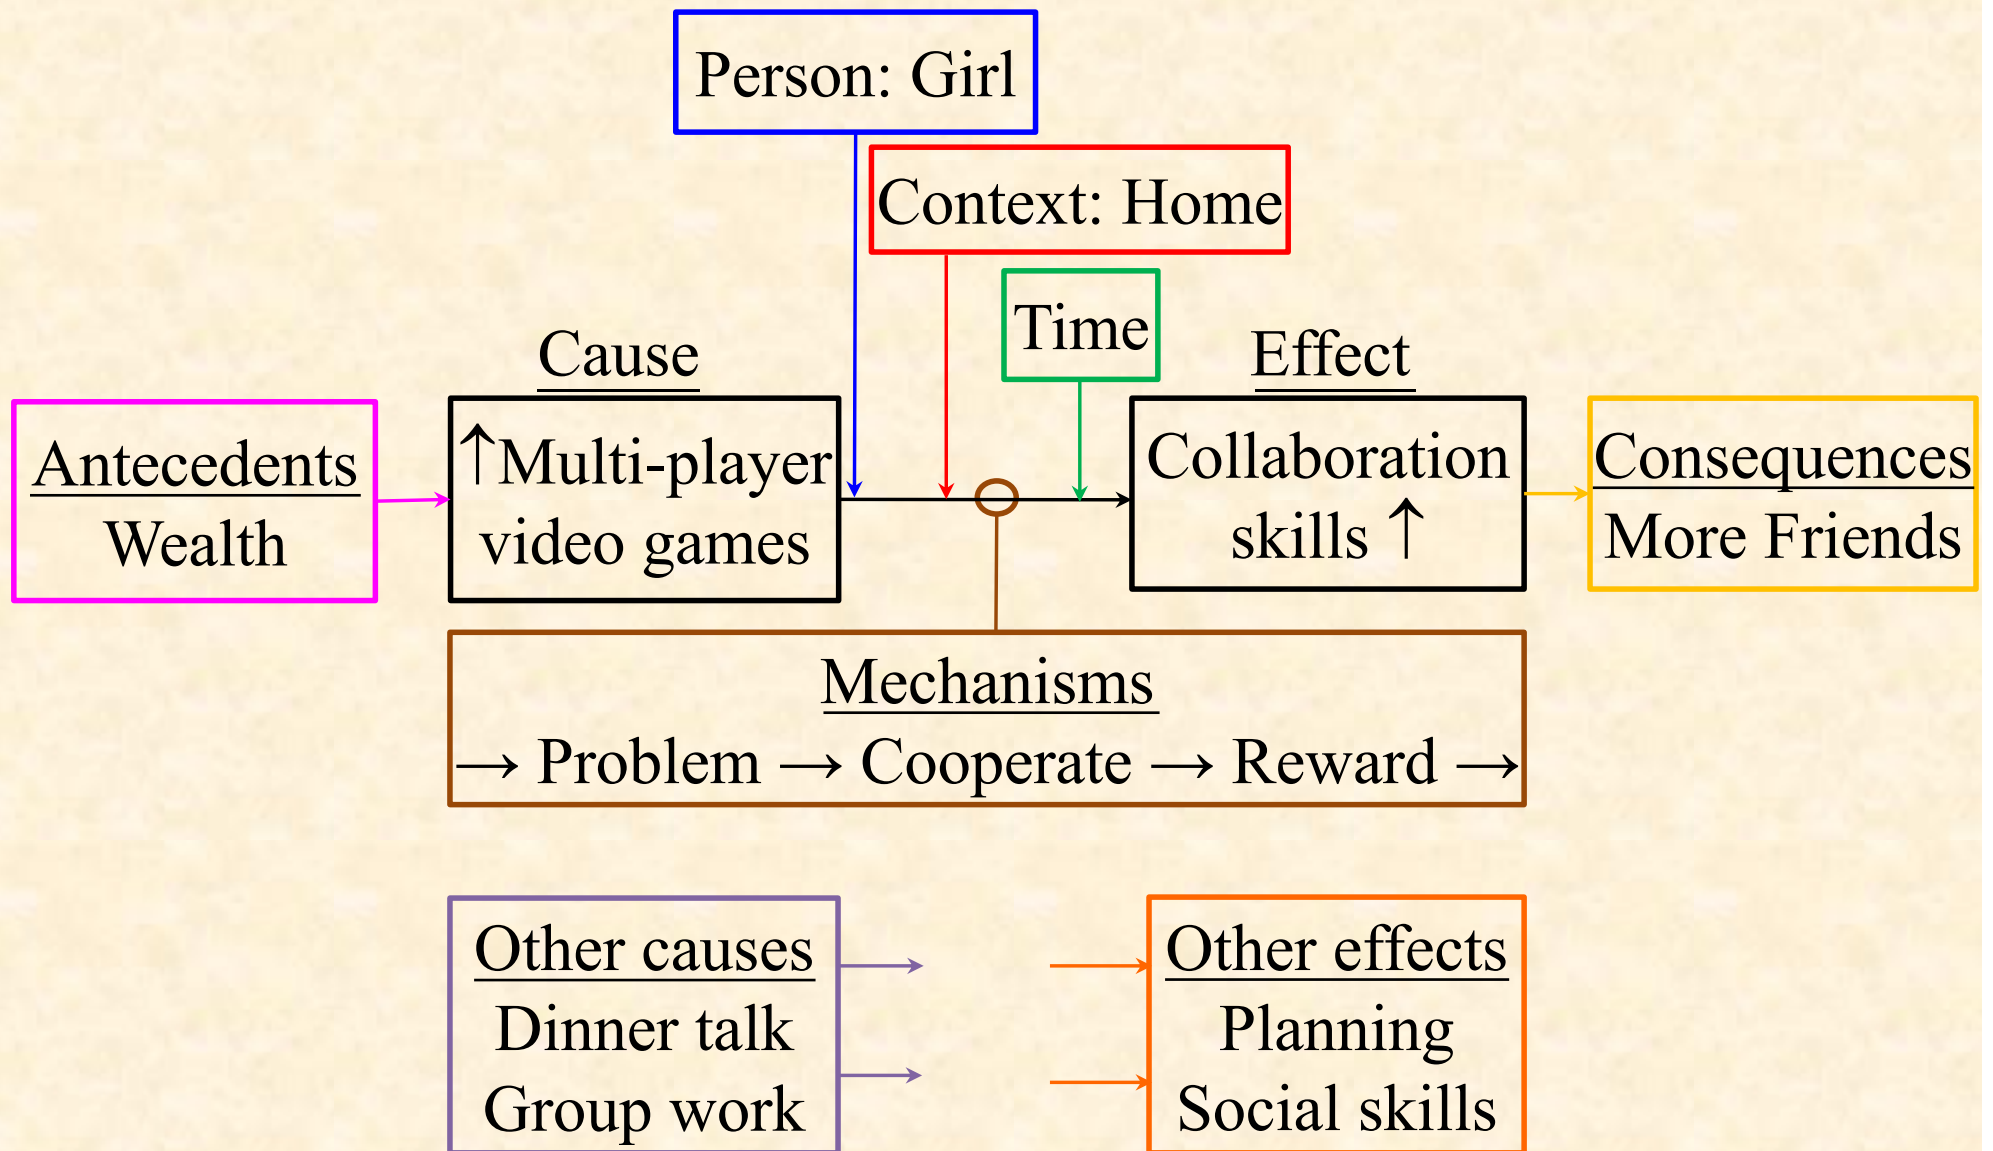 Person: Girl
Context: Home
Time
Cause
Effect
Antecedents
Wealth
↑Multi-player
video games
Collaboration
skills ↑
Consequences
More Friends
Mechanisms
→ Problem → Cooperate → Reward →
Other causes
Dinner talk
Group work
Other effects
Planning
Social skills